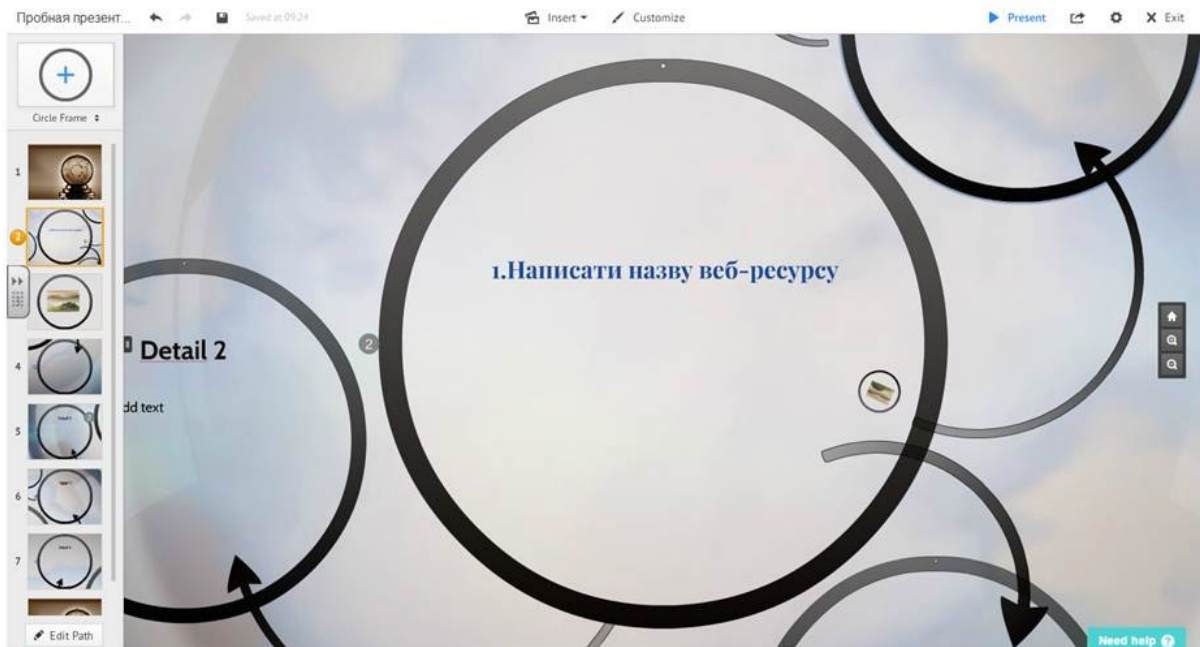 Пробная презент...
Saved at 09:24
Insert
Customize
Present
X Exit
Circle Frame
1
2
4
5
6
7
Edit Path
1.Написати назву веб-ресурсу
2
Detail 2
dd text
Need help ?